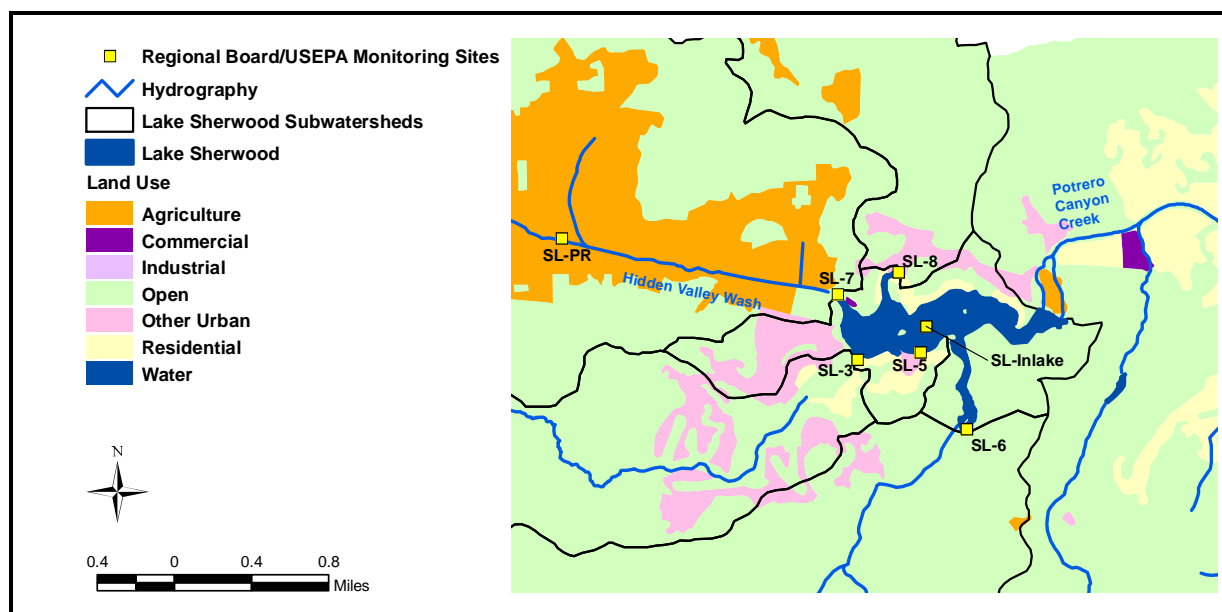 Regional Board/USEPA Monitoring Sites
Hydrography
Lake Sherwood Subwatersheds
Lake Sherwood
Land Use
Agriculture
Commercial
Industrial
Open
Other Urban
Residential
Water
N
0.4 0 0.4 0.8
Miles
Potrero
Canyon
Creek
SL-PR
SL-8
SL-7
Hidden Valley Wash
SL-Inlake
SL-5
SL-3
SL-6